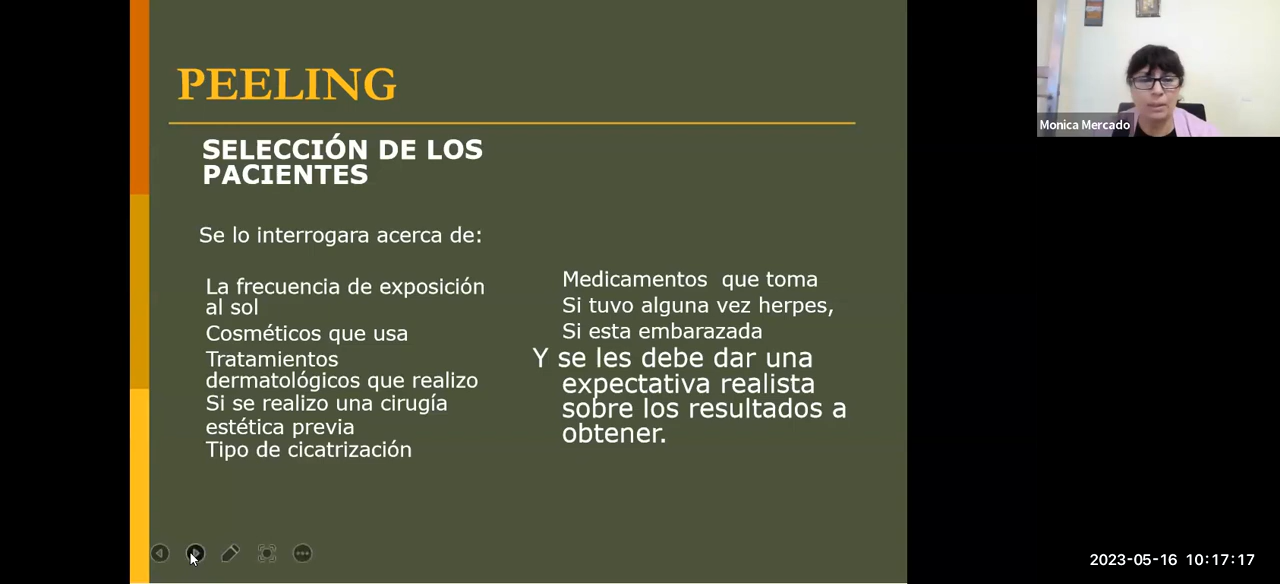 PEELING
SELECCIÓN DE LOS
PACIENTES
Se lo interrogara acerca de:
La frecuencia de exposición
al sol
Cosméticos que usa
Tratamientos
dermatológicos que realizo
Si se realizo una cirugía
estética previa
Tipo de cicatrización
Medicamentos  que toma
Si tuvo alguna vez herpes,
Si esta embarazada
Y se les debe dar una
expectativa realista
sobre los resultados a
obtener.
Monica Mercado
2023-05-16 10:17:17